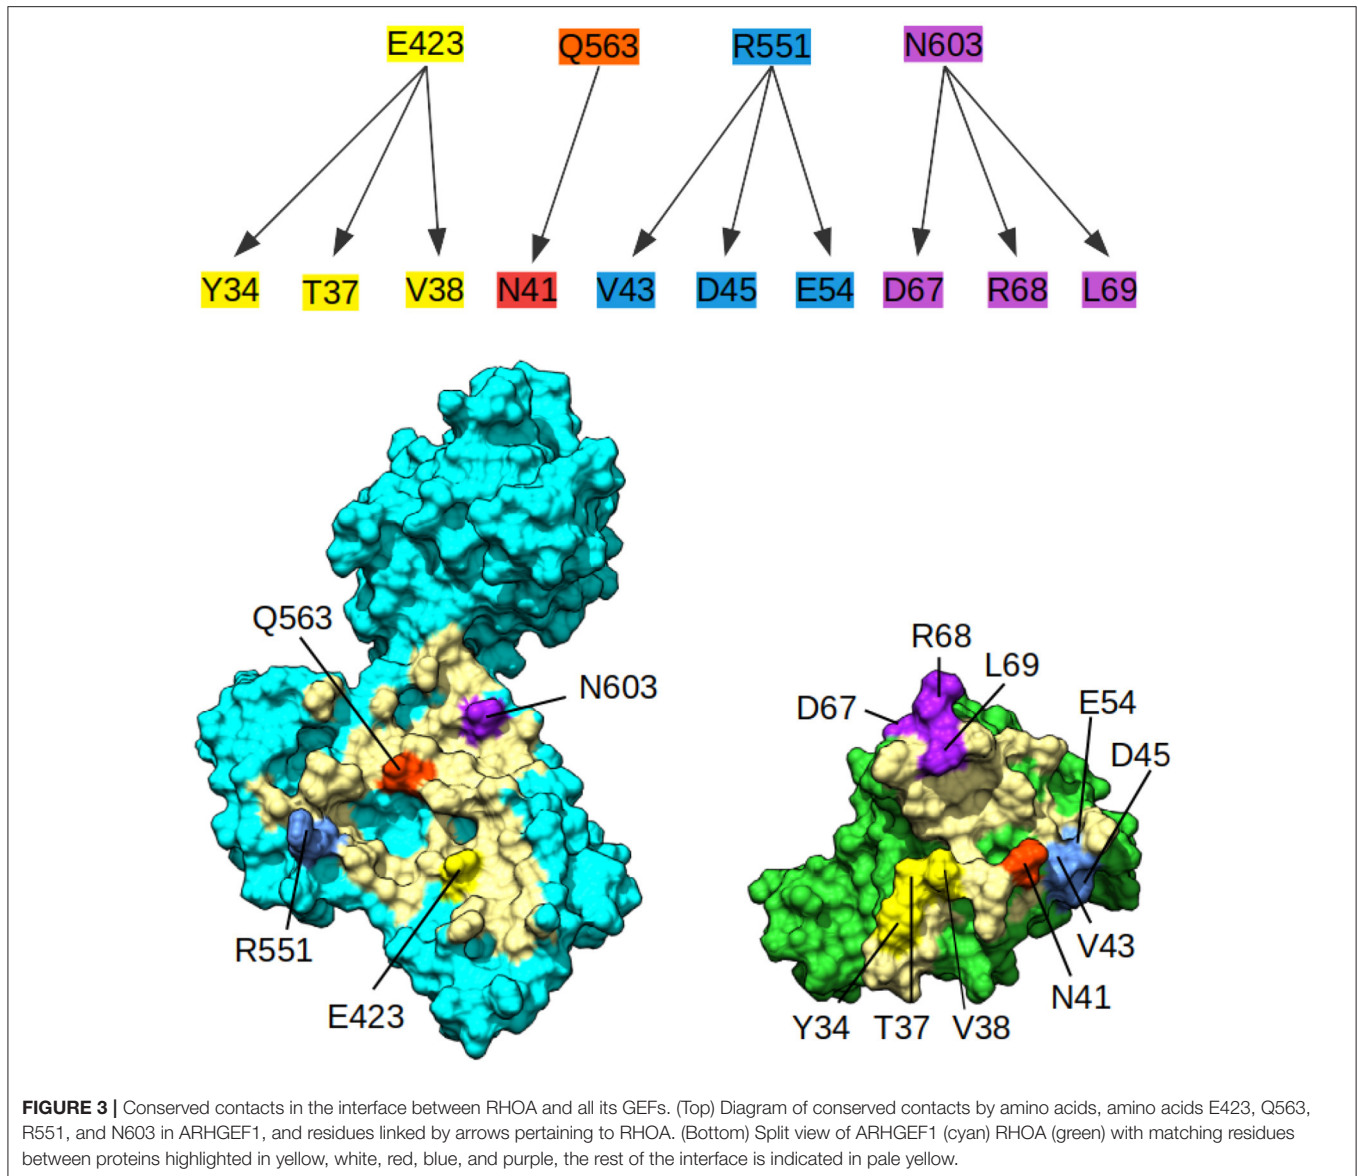 E423 Q563 R551 N603
Y34 T37 V38 N41 V43 D45 E54 D67 R68 L69
Q563
N603
R551
E423
R68
L69
D67
E54
D45
V43
N41
Y34 T37 V38
FIGURE 3 | Conserved contacts in the interface between RHOA and all its GEFs. (Top) Diagram of conserved contacts by amino acids, amino acids E423, Q563,
R551, and N603 in ARHGEF1, and residues linked by arrows pertaining to RHOA. (Bottom) Split view of ARHGEF1 (cyan) RHOA (green) with matching residues
between proteins highlighted in yellow, white, red, blue, and purple, the rest of the interface is indicated in pale yellow.